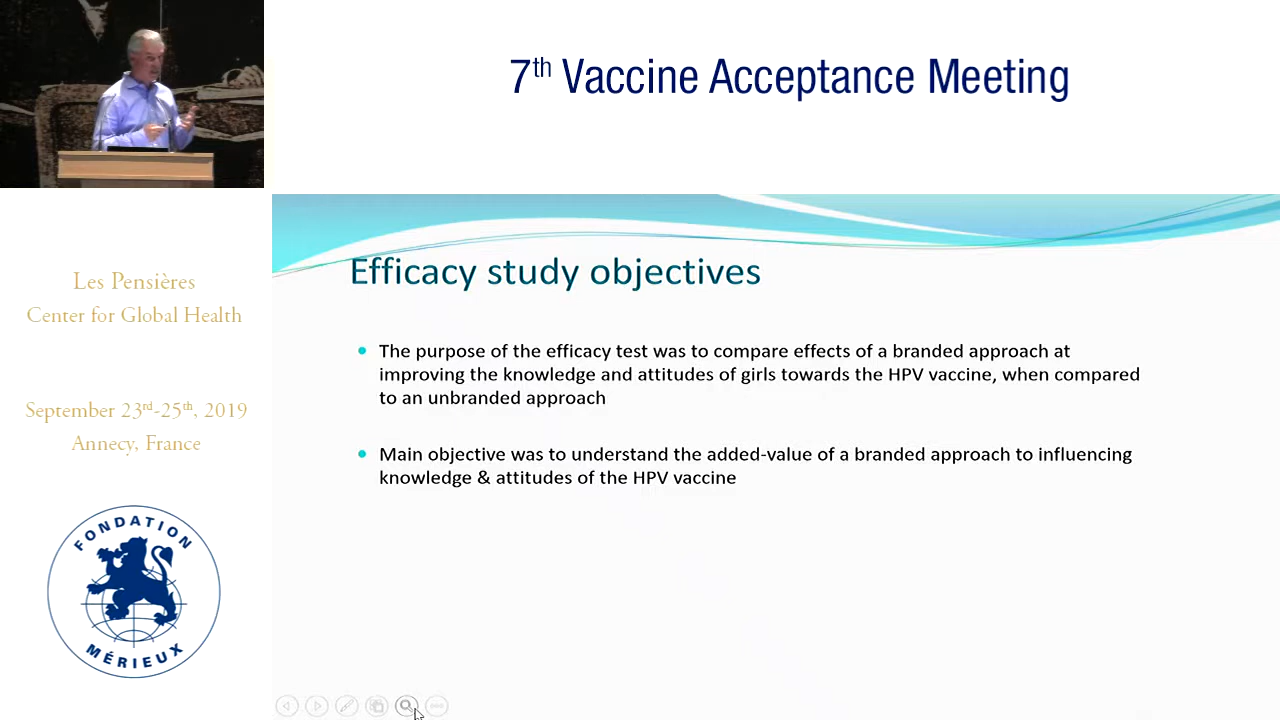 7th Vaccine Acceptance Meeting
Les Pensières
Center for Global Health
September 23rd-25th, 2019
Annecy, France
FONDATION
MÉRIEUX
Efficacy study objectives
• The purpose of the efficacy test was to compare effects of a branded approach at
improving the knowledge and attitudes of girls towards the HPV vaccine, when compared
to an unbranded approach
• Main objective was to understand the added-value of a branded approach to influencing
knowledge & attitudes of the HPV vaccine